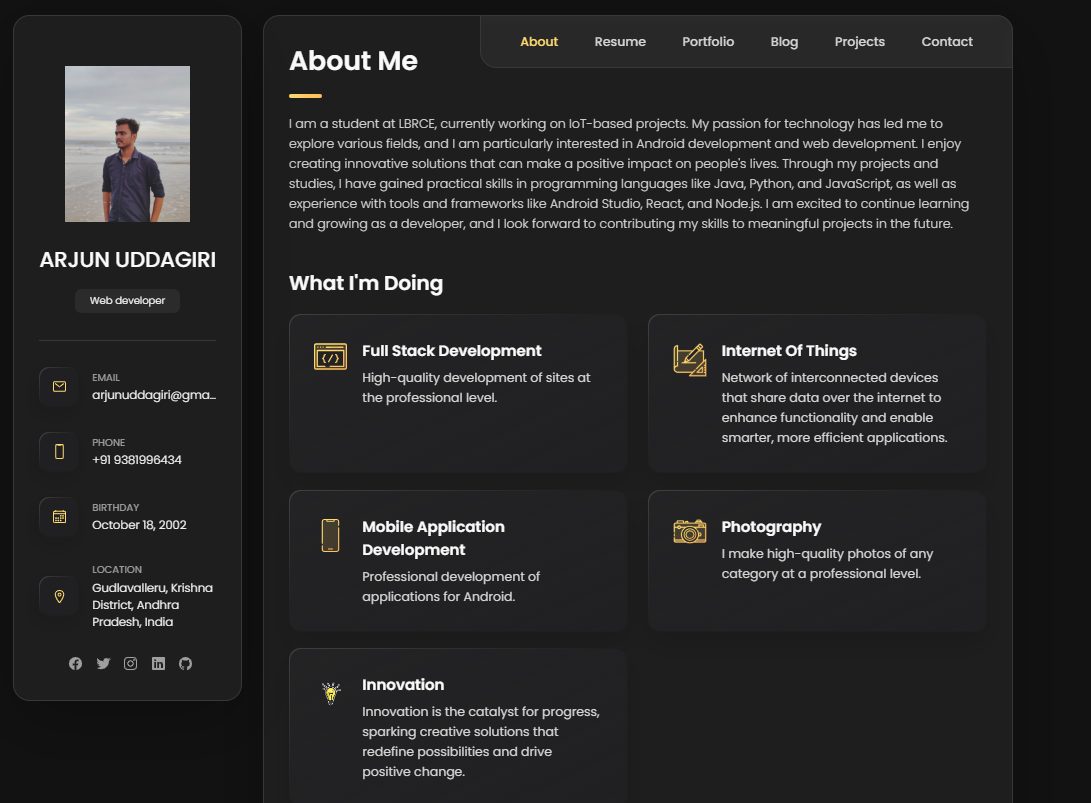 ARJUN UDDAGIRI
Web developer
EMAIL
arjunuddagiri@gma...
PHONE
+91 9381996434
BIRTHDAY
October 18, 2002
LOCATION
Gudlavalleru, Krishna
District, Andhra
Pradesh, India
About Resume Portfolio Blog Projects Contact
About Me
I am a student at LBRCE, currently working on IoT-based projects. My passion for technology has led me to
explore various fields, and I am particularly interested in Android development and web development. I enjoy
creating innovative solutions that can make a positive impact on people's lives. Through my projects and
studies, I have gained practical skills in programming languages like Java, Python, and JavaScript, as well as
experience with tools and frameworks like Android Studio, React, and Node.js. I am excited to continue learning
and growing as a developer, and I look forward to contributing my skills to meaningful projects in the future.
What I'm Doing
Full Stack Development
High-quality development of sites at
the professional level.
Internet Of Things
Network of interconnected devices
that share data over the internet to
enhance functionality and enable
smarter, more efficient applications.
Mobile Application
Development
Professional development of
applications for Android.
Photography
I make high-quality photos of any
category at a professional level.
Innovation
Innovation is the catalyst for progress,
sparking creative solutions that
redefine possibilities and drive
positive change.